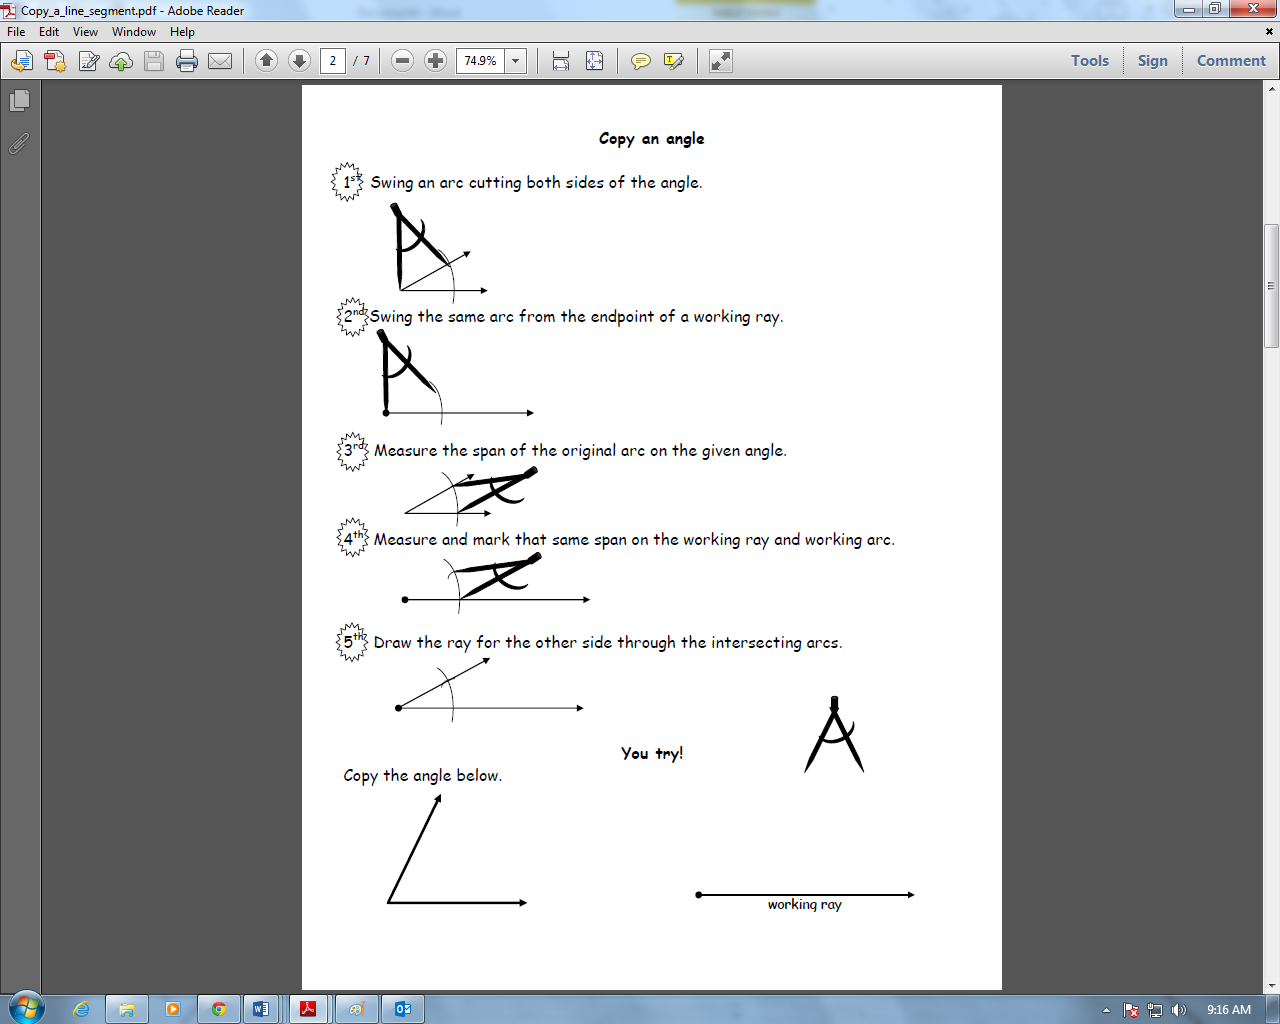 Copy_a_line_segment.pdf - Adobe Reader
File Edit View Window Help
2 / 7 74.9% Tools Sign Comment
Copy an angle
1st Swing an arc cutting both sides of the angle.
2nd Swing the same arc from the endpoint of a working ray.
3rd Measure the span of the original arc on the given angle.
4th Measure and mark that same span on the working ray and working arc.
5th Draw the ray for the other side through the intersecting arcs.
You try!
Copy the angle below.
working ray
9:16 AM